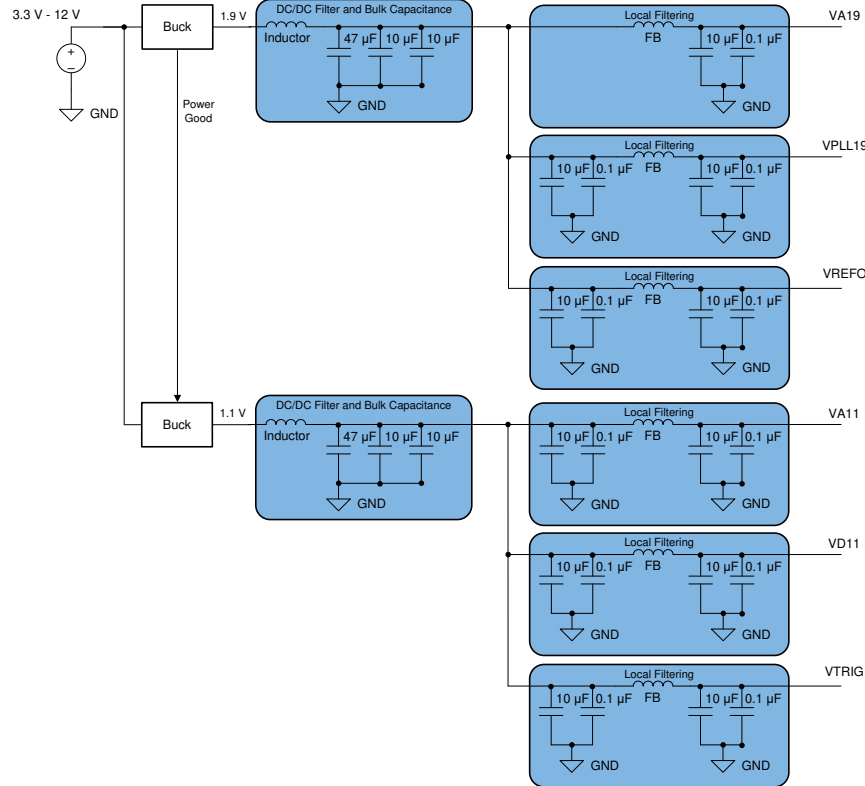 3.3 V - 12 V
+
−
GND
Buck
1.9 V
Power
Good
DC/DC Filter and Bulk Capacitance
Inductor
47 µF 10 µF 10 µF
GND
Local Filtering
FB
10 µF 0.1 µF
GND
VA19
Local Filtering
10 µF 0.1 µF
FB
10 µF 0.1 µF
GND
GND
VPLL19
Local Filtering
10 µF 0.1 µF
FB
10 µF 0.1 µF
GND
GND
VREFO
Buck
1.1 V
DC/DC Filter and Bulk Capacitance
Inductor
47 µF 10 µF 10 µF
GND
Local Filtering
10 µF 0.1 µF
FB
10 µF 0.1 µF
GND
GND
VA11
Local Filtering
10 µF 0.1 µF
FB
10 µF 0.1 µF
GND
GND
VD11
Local Filtering
10 µF 0.1 µF
FB
10 µF 0.1 µF
GND
GND
VTRIG